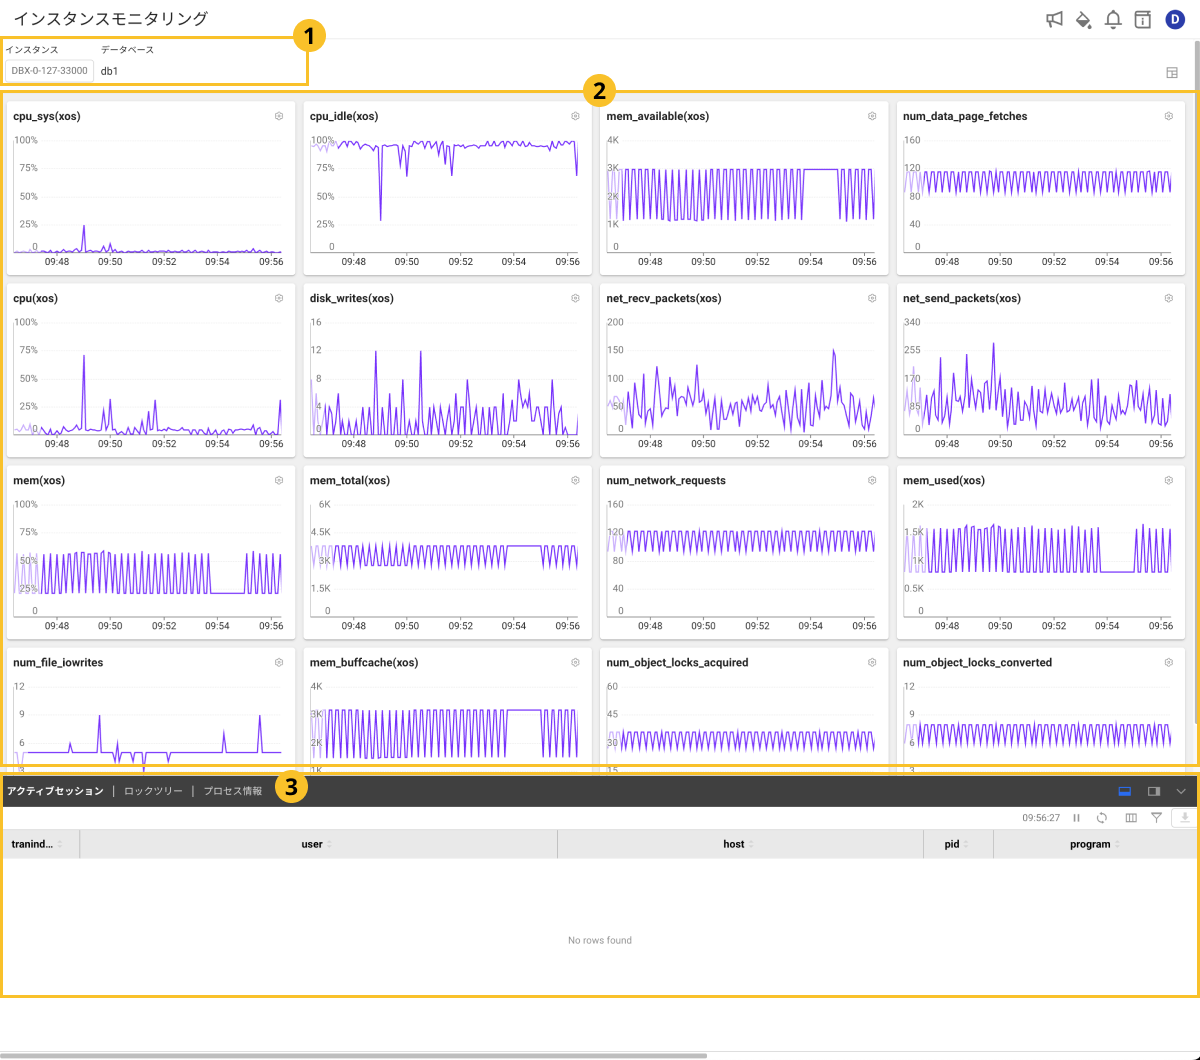 インスタンスモニタリング
D
1
インスタンス データベース
DBX-0-127-33000 db1
2
cpu_sys(xos)
100%
75%
50%
25%
0
09:48 09:50 09:52 09:54 09:56
cpu_idle(xos)
100%
75%
50%
25%
0
09:48 09:50 09:52 09:54 09:56
mem_available(xos)
4K
3K
2K
1K
0
09:48 09:50 09:52 09:54 09:56
num_data_page_fetches
160
120
80
40
0
09:48 09:50 09:52 09:54 09:56
cpu(xos)
100%
75%
50%
25%
0
09:48 09:50 09:52 09:54 09:56
disk_writes(xos)
16
12
8
4
0
09:48 09:50 09:52 09:54 09:56
net_recv_packets(xos)
200
150
100
50
0
09:48 09:50 09:52 09:54 09:56
net_send_packets(xos)
340
255
170
85
0
09:48 09:50 09:52 09:54 09:56
mem(xos)
100%
75%
50%
25%
0
09:48 09:50 09:52 09:54 09:56
mem_total(xos)
6K
4.5K
3K
1.5K
0
09:48 09:50 09:52 09:54 09:56
num_network_requests
160
120
80
40
0
09:48 09:50 09:52 09:54 09:56
mem_used(xos)
2K
1.5K
1K
0.5K
0
09:48 09:50 09:52 09:54 09:56
num_file_iowrites
12
9
6
3
mem_buffcache(xos)
4K
3K
2K
1K
num_object_locks_acquired
60
45
30
15
num_object_locks_converted
12
9
6
3
アクティブセッション | ロックツリー | プロセス情報
3
09:56:27
tranind... user host pid program
No rows found